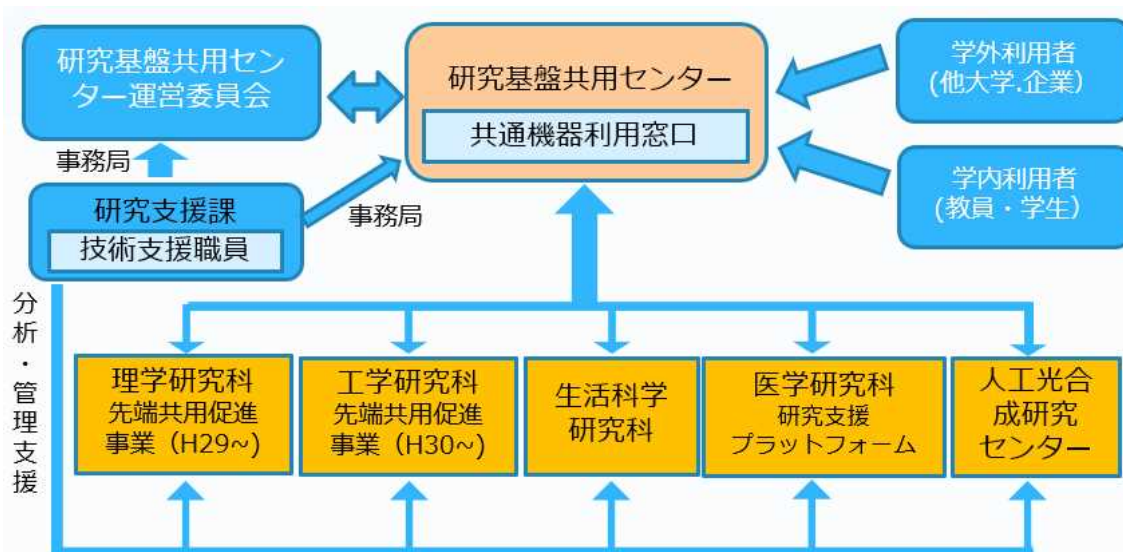 研究基盤共用セン
ター運営委員会
研究基盤共用センター
共通機器利用窓口
学外利用者
(他大学.企業）
学内利用者
(教員・学生）
事務局
研究支援課
技術支援職員
事務局
分析・管理支援
理学研究科
先端共用促進
事業（H29~）
工学研究科
先端共用促進
事業（H30~）
生活科学
研究科
医学研究科
研究支援
プラットフォーム
人工光合
成研究
センター